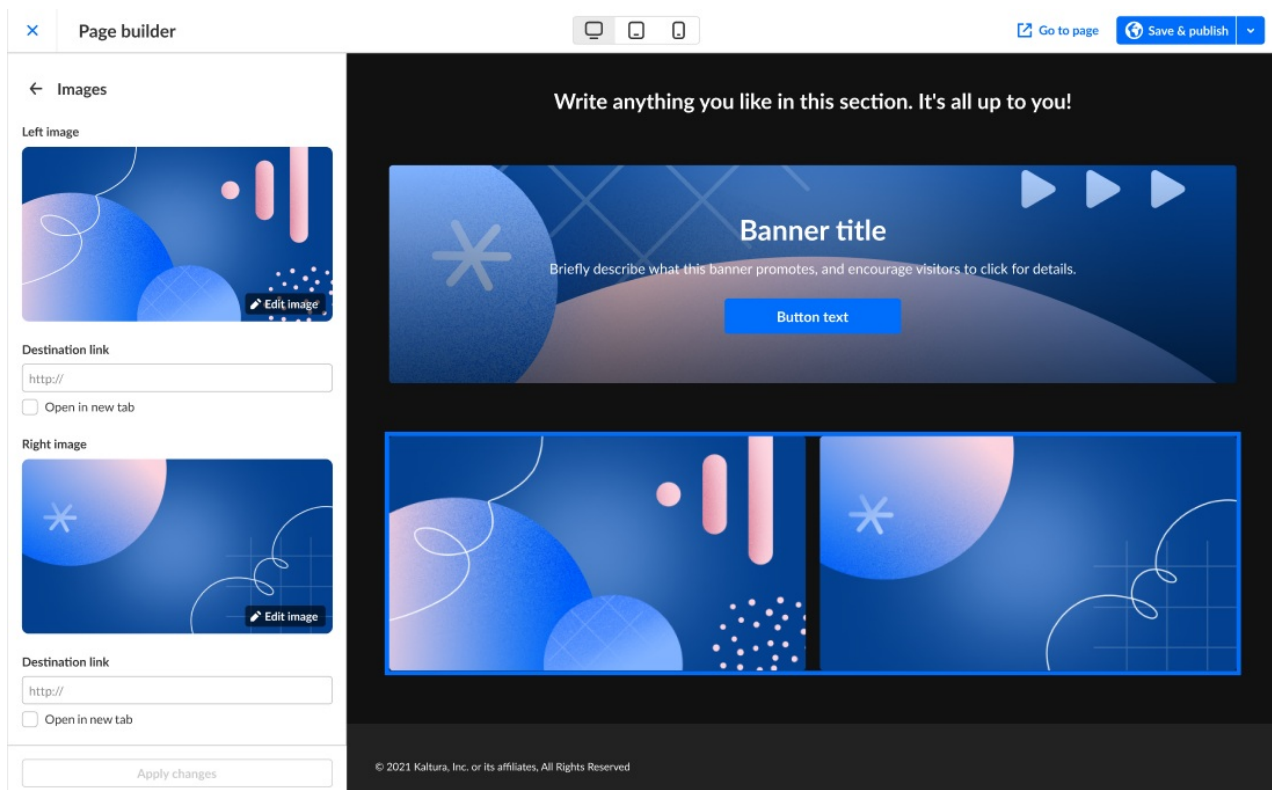 Page builder
Go to page
Save & publish
Images
Left image
Edit image
Destination link
http://
Open in new tab
Right image
Edit image
Destination link
http://
Open in new tab
Apply changes
Write anything you like in this section. It's all up to you!
Banner title
Briefly describe what this banner promotes, and encourage visitors to click for details.
Button text
© 2021 Kaltura, Inc. or its affiliates, All Rights Reserved